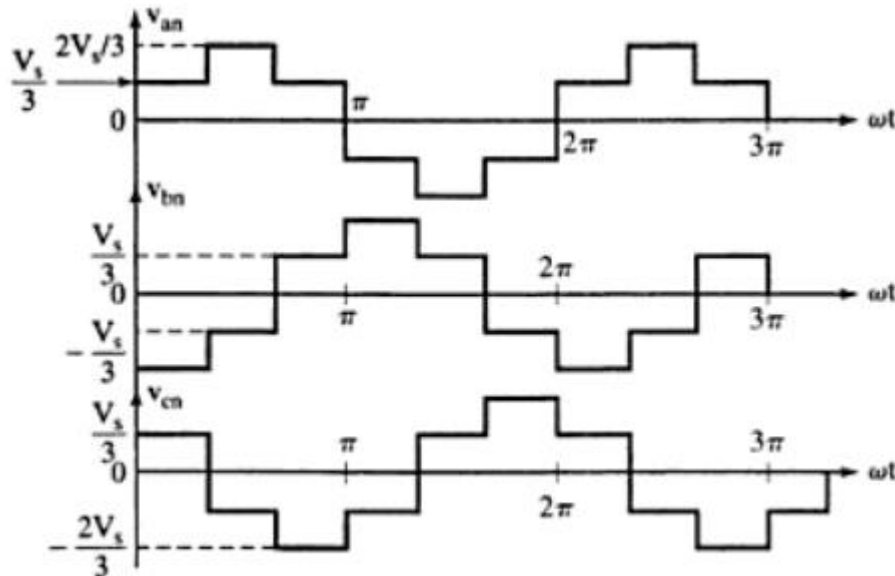 v_an
2V_s/3
V_s/3
0
π
2π
3π
ωt
v_bn
V_s/3
0
-V_s/3
π
2π
3π
ωt
v_cn
V_s/3
0
-2V_s/3
π
2π
3π
ωt